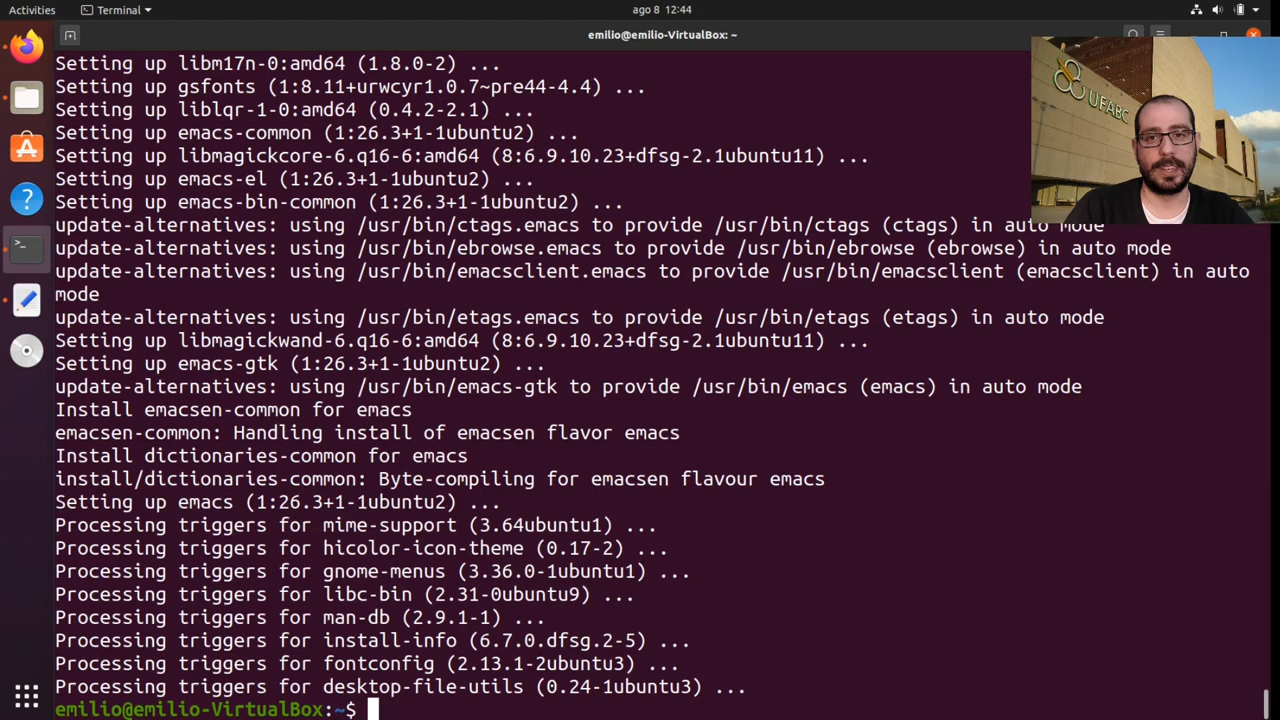 Activities
Terminal
ago 8 12:44
emilio@emilio-VirtualBox: ~
UFABC
Setting up libm17n-0:amd64 (1.8.0-2) ...
Setting up gsfonts (1:8.11+urwcyr1.0.7~pre44-4.4) ...
Setting up liblqr-1-0:amd64 (0.4.2-2.1) ...
Setting up emacs-common (1:26.3+1-1ubuntu2) ...
Setting up libmagickcore-6.q16-6:amd64 (8:6.9.10.23+dfsg-2.1ubuntu11) ...
Setting up emacs-el (1:26.3+1-1ubuntu2) ...
Setting up emacs-bin-common (1:26.3+1-1ubuntu2) ...
update-alternatives: using /usr/bin/ctags.emacs to provide /usr/bin/ctags (ctags) in auto mode
update-alternatives: using /usr/bin/ebrowse.emacs to provide /usr/bin/ebrowse (ebrowse) in auto mode
update-alternatives: using /usr/bin/emacsclient.emacs to provide /usr/bin/emacsclient (emacsclient) in auto
mode
update-alternatives: using /usr/bin/etags.emacs to provide /usr/bin/etags (etags) in auto mode
Setting up libmagickwand-6.q16-6:amd64 (8:6.9.10.23+dfsg-2.1ubuntu11) ...
Setting up emacs-gtk (1:26.3+1-1ubuntu2) ...
update-alternatives: using /usr/bin/emacs-gtk to provide /usr/bin/emacs (emacs) in auto mode
Install emacsen-common for emacs
emacsen-common: Handling install of emacsen flavor emacs
Install dictionaries-common for emacs
install/dictionaries-common: Byte-compiling for emacsen flavour emacs
Setting up emacs (1:26.3+1-1ubuntu2) ...
Processing triggers for mime-support (3.64ubuntu1) ...
Processing triggers for hicolor-icon-theme (0.17-2) ...
Processing triggers for gnome-menus (3.36.0-1ubuntu1) ...
Processing triggers for libc-bin (2.31-0ubuntu9) ...
Processing triggers for man-db (2.9.1-1) ...
Processing triggers for install-info (6.7.0.dfsg.2-5) ...
Processing triggers for fontconfig (2.13.1-2ubuntu3) ...
Processing triggers for desktop-file-utils (0.24-1ubuntu3) ...
emilio@emilio-VirtualBox:~$